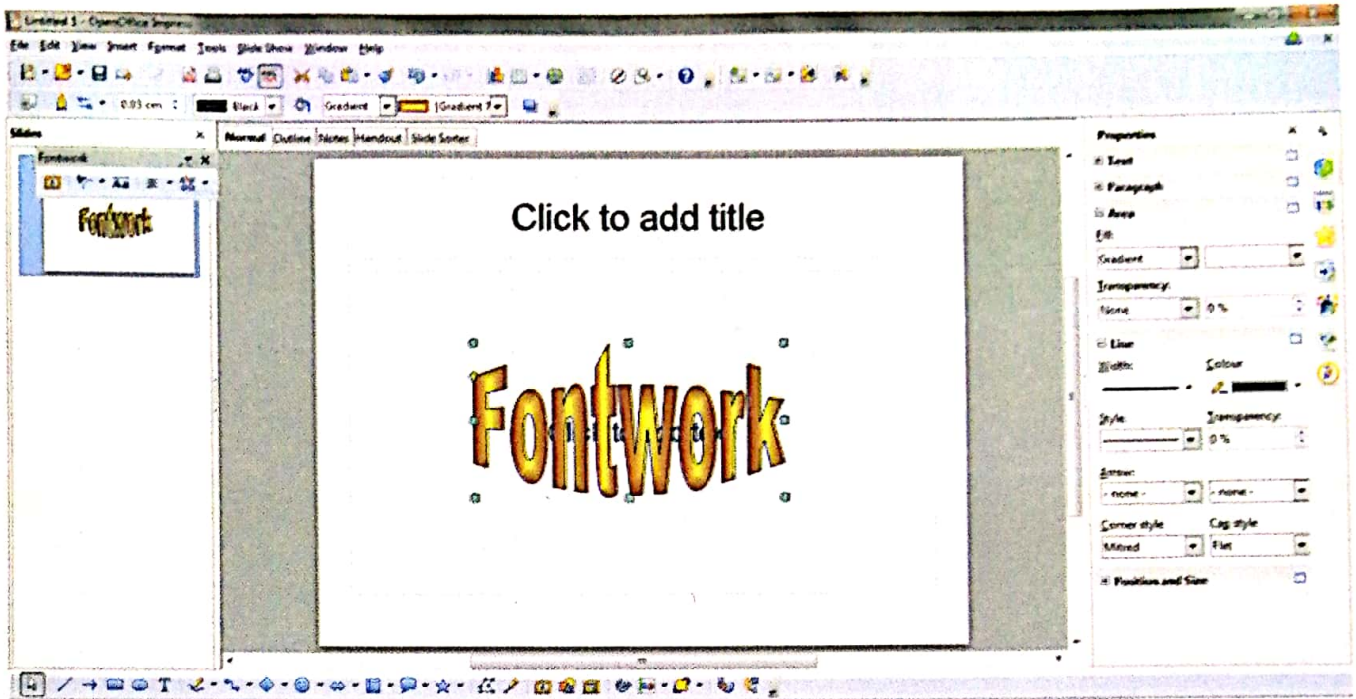 Untitled 1 - OpenOffice Impress
File Edit View Insert Format Tools Slide Show Window Help
0.03 cm Black Gradient Gradient 7
Slides
Normal Outline Notes Handout Slide Sorter
Fontwork
Aa
Fontwork
Click to add title
Fontwork
Properties
Text
Paragraph
Area
Fill:
Gradient
Transparency:
None 0 %
Line
Width: Colour
Style: Transparency:
0 %
Arrow:
- none - - none -
Corner style Cap style
Mitred Flat
Position and Size
T